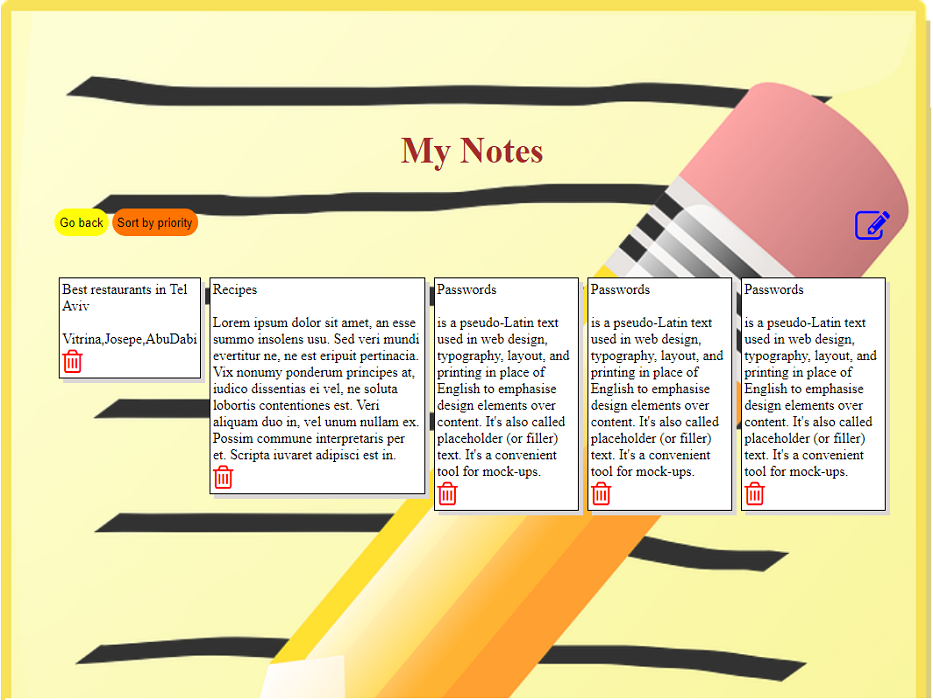 My Notes
Go back
Sort by priority
Best restaurants in Tel
Aviv
Vitrina,Josepe,AbuDabi
Recipes
Lorem ipsum dolor sit amet, an esse
summo insolens usu. Sed veri mundi
evertitur ne, ne est eripuit pertinacia.
Vix nonumy ponderum principes at,
iudico dissentias ei vel, ne soluta
lobortis contentiones est. Veri
aliquam duo in, vel unum nullam ex.
Possim commune interpretaris per
et. Scripta iuvaret adipisci est in.
Passwords
is a pseudo-Latin text
used in web design,
typography, layout, and
printing in place of
English to emphasise
design elements over
content. It's also called
placeholder (or filler)
text. It's a convenient
tool for mock-ups.
Passwords
is a pseudo-Latin text
used in web design,
typography, layout, and
printing in place of
English to emphasise
design elements over
content. It's also called
placeholder (or filler)
text. It's a convenient
tool for mock-ups.
Passwords
is a pseudo-Latin text
used in web design,
typography, layout, and
printing in place of
English to emphasise
design elements over
content. It's also called
placeholder (or filler)
text. It's a convenient
tool for mock-ups.